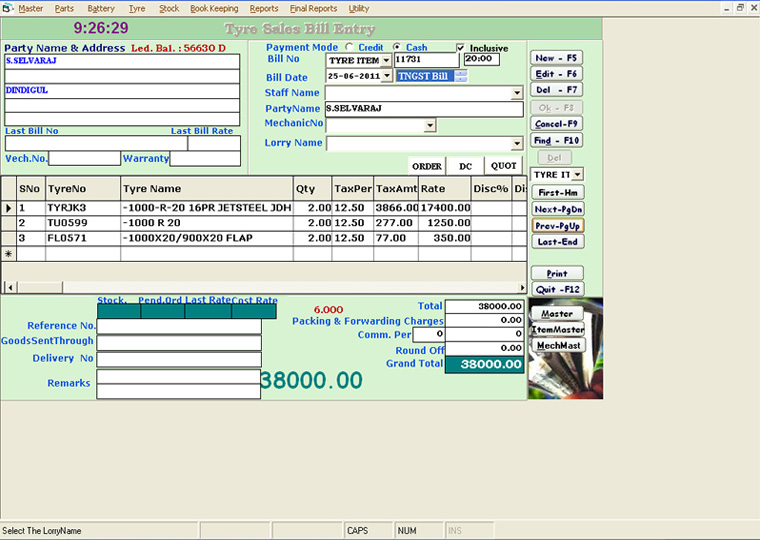 Master Parts Battery Tyre Stock Book Keeping Reports Final Reports Utility
9:26:29 Tyre Sales Bill Entry
Party Name & Address Led. Bal. : 56630 D
S.SELVARAJ
DINDIGUL
Last Bill No Last Bill Rate
Vech.No. Warranty
Payment Mode Credit Cash Inclusive
Bill No TYRE ITEM 11731 20:00
Bill Date 25-06-2011 TNGST Bill
Staff Name
PartyName S.SELVARAJ
MechanicNo
Lorry Name
ORDER DC QUOT
New - F5
Edit - F6
Del - F7
Ok - F8
Cancel-F9
Find - F10
Del
TYRE IT
First-Hm
Next-PgDn
Prev-PgUp
Last-End
Print
Quit -F12
SNo TyreNo Tyre Name Qty TaxPer TaxAmt Rate Disc% Di
1 TYRJK3 -1000-R-20 16PR JETSTEEL JDH 2.00 12.50 3866.00 17400.00
2 TU0599 -1000 R 20 2.00 12.50 277.00 1250.00
3 FL0571 -1000X20/900X20 FLAP 2.00 12.50 77.00 350.00
Stock. Pend.Ord Last Rate Cost Rate
Reference No.
GoodsSentThrough
Delivery No
Remarks
6.000
Total 38000.00
Packing & Forwarding Charges 0.00
Comm. Per 0 0
Round Off 0.00
Grand Total 38000.00
38000.00
Master
ItemMaster
MechMast
Select The LorryName CAPS NUM INS